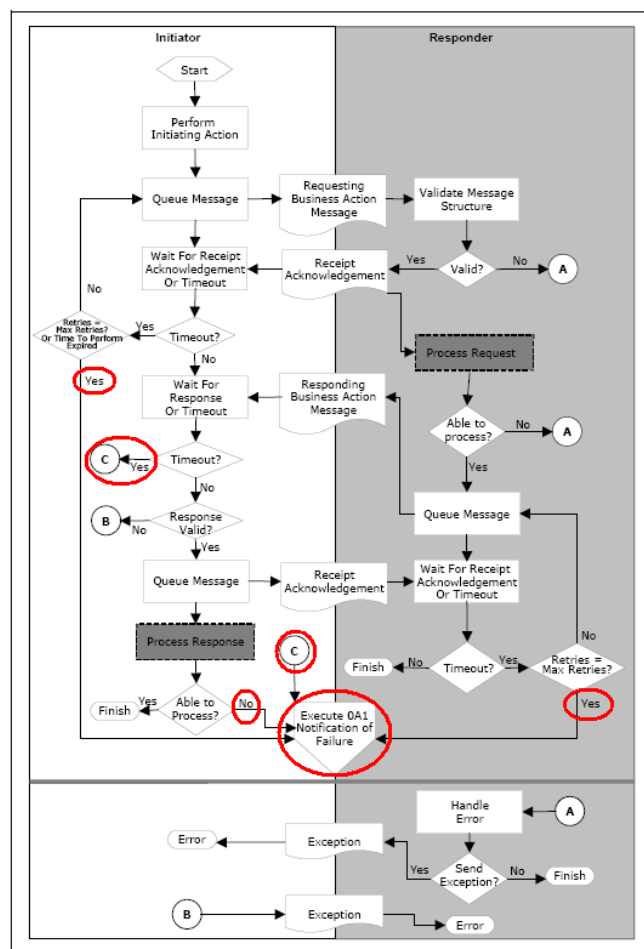 Initiator
Responder
Start
Perform
Initiating Action
Queue Message
Requesting
Business Action
Message
Validate Message
Structure
Wait For Receipt
Acknowledgement
Or Timeout
Receipt
Acknowledgement
Yes
Valid?
No
A
No
Retries =
Max Retries?
Or Time To Perform
Expired
Yes
Timeout?
Process Request
Yes
No
Wait For
Response
Or Timeout
Responding
Business Action
Message
Able to
process?
No
A
C
Yes
Timeout?
Yes
No
B
No
Response
Valid?
Queue Message
Yes
Queue Message
Receipt
Acknowledgement
Wait For Receipt
Acknowledgement
Or Timeout
Process Response
C
No
Finish
No
Timeout?
Yes
Retries =
Max Retries?
Finish
Yes
Able to
Process?
No
Execute 0A1
Notification of
Failure
Yes
Handle
Error
A
Error
Exception
Yes
Send
Exception?
No
Finish
B
Exception
Error